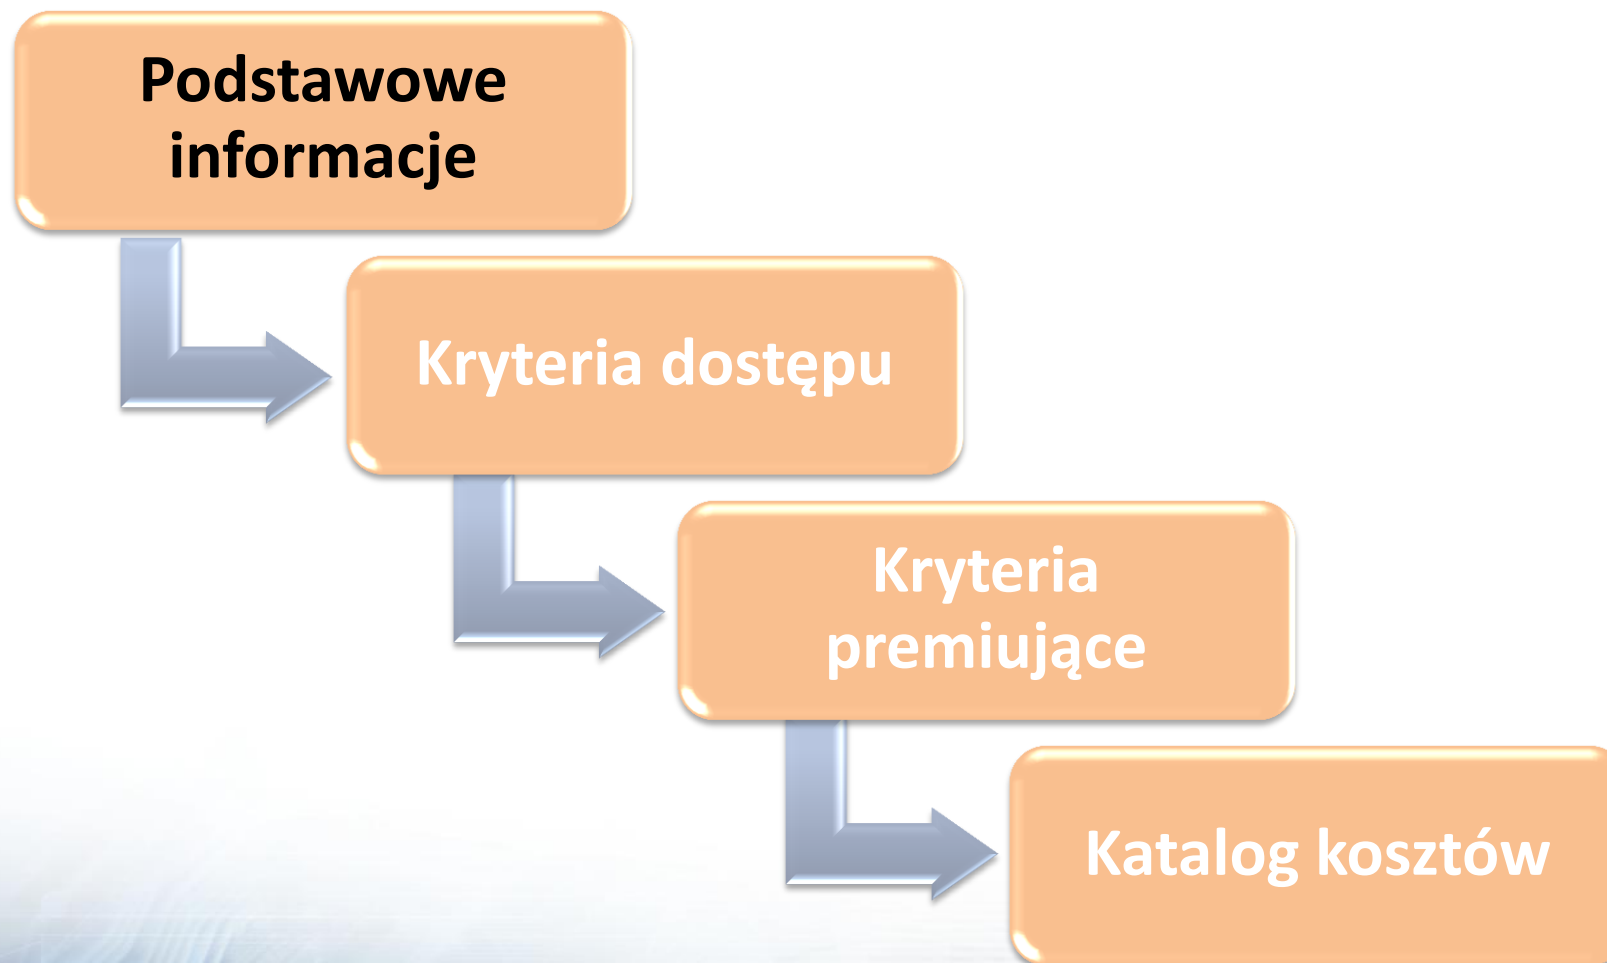 Podstawowe
informacje
Kryteria dostępu
Kryteria
premiujące
Katalog kosztów